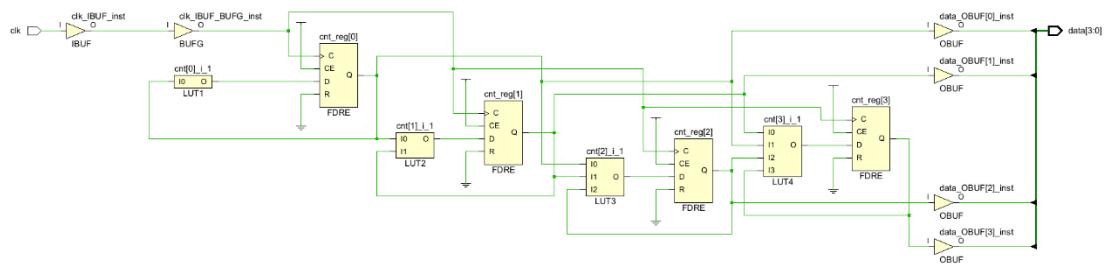 clk_IBUF_inst
clk
I
O
IBUF
clk_IBUF_BUFG_inst
I
O
BUFG
cnt[0]_i_1
I0
O
LUT1
cnt_reg[0]
C
CE
D
R
Q
FDRE
cnt[1]_i_1
I0
I1
O
LUT2
cnt_reg[1]
C
CE
D
R
Q
FDRE
cnt[2]_i_1
I0
I1
I2
O
LUT3
cnt_reg[2]
C
CE
D
R
Q
FDRE
cnt[3]_i_1
I0
I1
I2
I3
O
LUT4
cnt_reg[3]
C
CE
D
R
Q
FDRE
data_OBUF[0]_inst
I
O
OBUF
data[3:0]
data_OBUF[1]_inst
I
O
OBUF
data_OBUF[2]_inst
I
O
OBUF
data_OBUF[3]_inst
I
O
OBUF